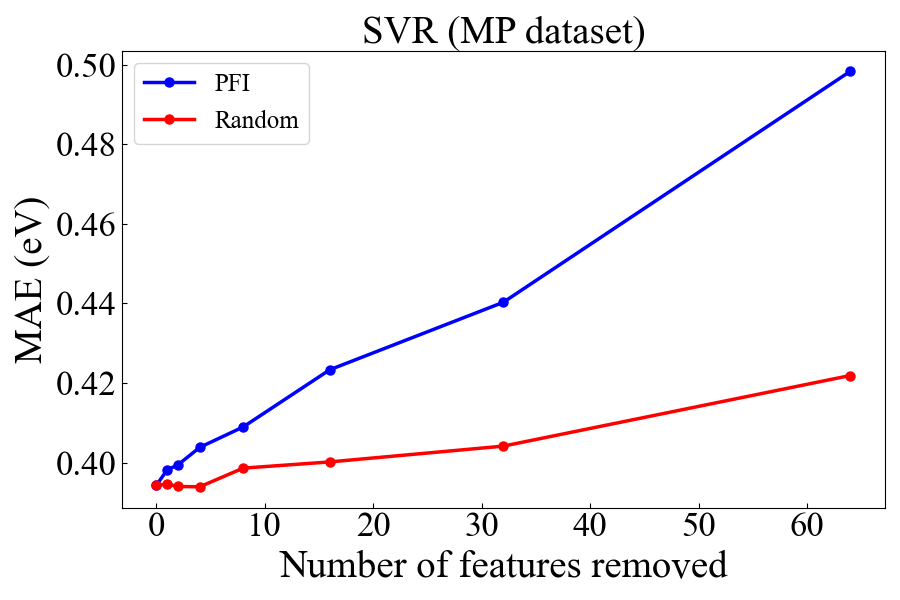 SVR (MP dataset)
PFI
Random
MAE (eV)
0.50
0.48
0.46
0.44
0.42
0.40
0 10 20 30 40 50 60
Number of features removed